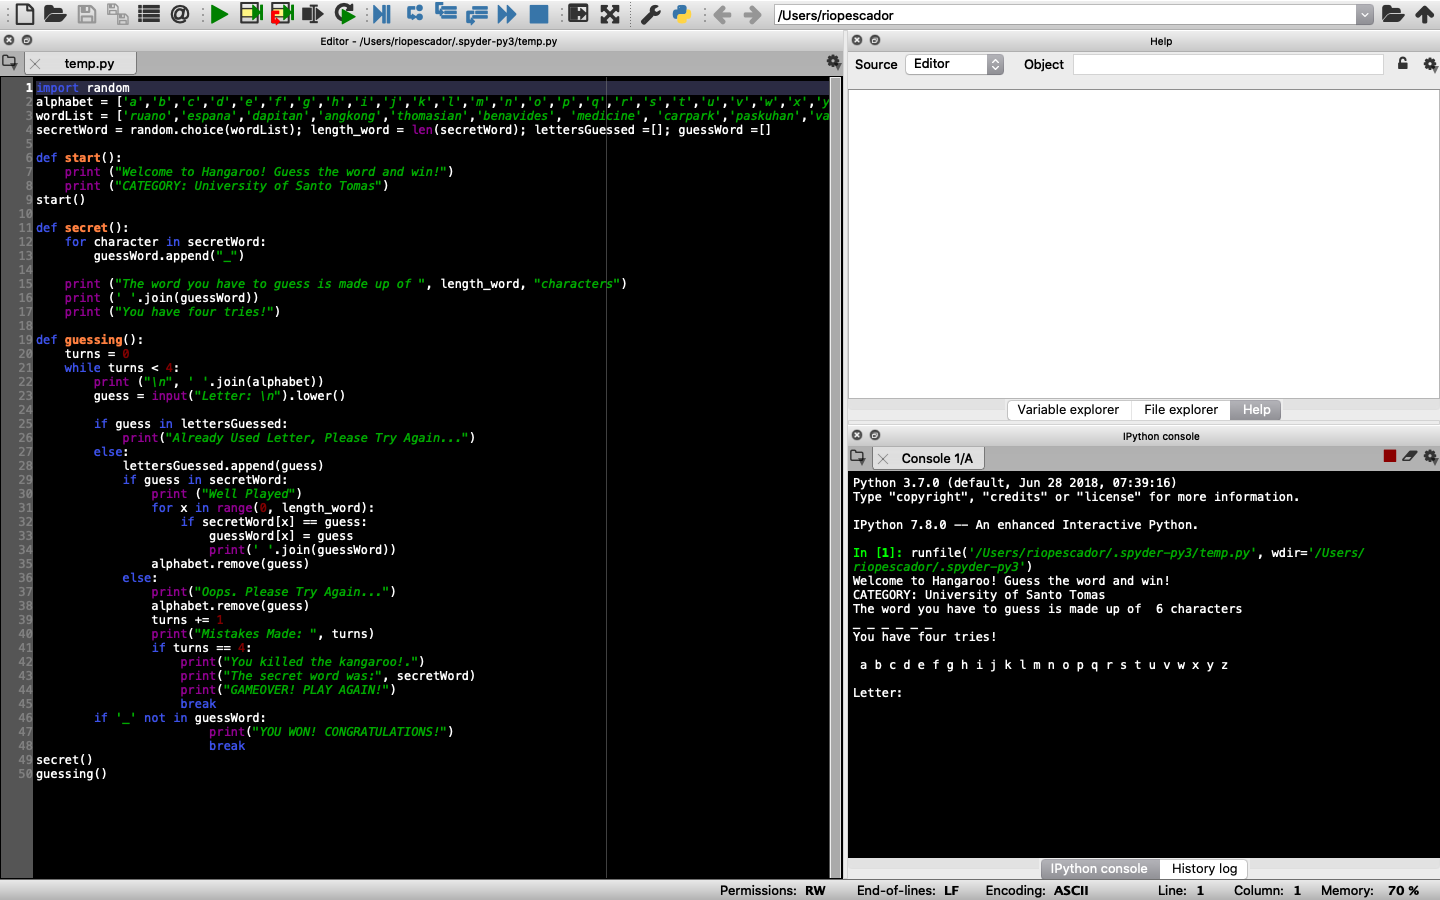 /Users/riopescador
Editor - /Users/riopescador/.spyder-py3/temp.py
temp.py
1 import random
2 alphabet = ['a','b','c','d','e','f','g','h','i','j','k','l','m','n','o','p','q','r','s','t','u','v','w','x','y
3 wordList = ['ruano','espana','dapitan','angkong','thomasian','benavides', 'medicine', 'carpark','paskuhan','va
4 secretWord = random.choice(wordList); length_word = len(secretWord); lettersGuessed =[]; guessWord =[]
5
6 def start():
7     print ("Welcome to Hangaroo! Guess the word and win!")
8     print ("CATEGORY: University of Santo Tomas")
9 start()
10
11 def secret():
12     for character in secretWord:
13         guessWord.append("_")
14
15     print ("The word you have to guess is made up of ", length_word, "characters")
16     print (' '.join(guessWord))
17     print ("You have four tries!")
18
19 def guessing():
20     turns = 0
21     while turns < 4:
22         print ("\n", ' '.join(alphabet))
23         guess = input("Letter: \n").lower()
24
25         if guess in lettersGuessed:
26             print("Already Used Letter, Please Try Again...")
27         else:
28             lettersGuessed.append(guess)
29             if guess in secretWord:
30                 print ("Well Played")
31                 for x in range(0, length_word):
32                     if secretWord[x] == guess:
33                         guessWord[x] = guess
34                         print(' '.join(guessWord))
35                 alphabet.remove(guess)
36             else:
37                 print("Oops. Please Try Again...")
38                 alphabet.remove(guess)
39                 turns += 1
40                 print("Mistakes Made: ", turns)
41                 if turns == 4:
42                     print("You killed the kangaroo!.")
43                     print("The secret word was:", secretWord)
44                     print("GAMEOVER! PLAY AGAIN!")
45                     break
46         if '_' not in guessWord:
47                         print("YOU WON! CONGRATULATIONS!")
48                         break
49 secret()
50 guessing()
Help
Source Editor Object
Variable explorer File explorer Help
IPython console
Console 1/A
Python 3.7.0 (default, Jun 28 2018, 07:39:16)
Type "copyright", "credits" or "license" for more information.
IPython 7.8.0 -- An enhanced Interactive Python.
In [1]: runfile('/Users/riopescador/.spyder-py3/temp.py', wdir='/Users/
riopescador/.spyder-py3')
Welcome to Hangaroo! Guess the word and win!
CATEGORY: University of Santo Tomas
The word you have to guess is made up of  6 characters
_ _ _ _ _ _
You have four tries!
a b c d e f g h i j k l m n o p q r s t u v w x y z
Letter:
IPython console History log
Permissions: RW End-of-lines: LF Encoding: ASCII Line: 1 Column: 1 Memory: 70 %